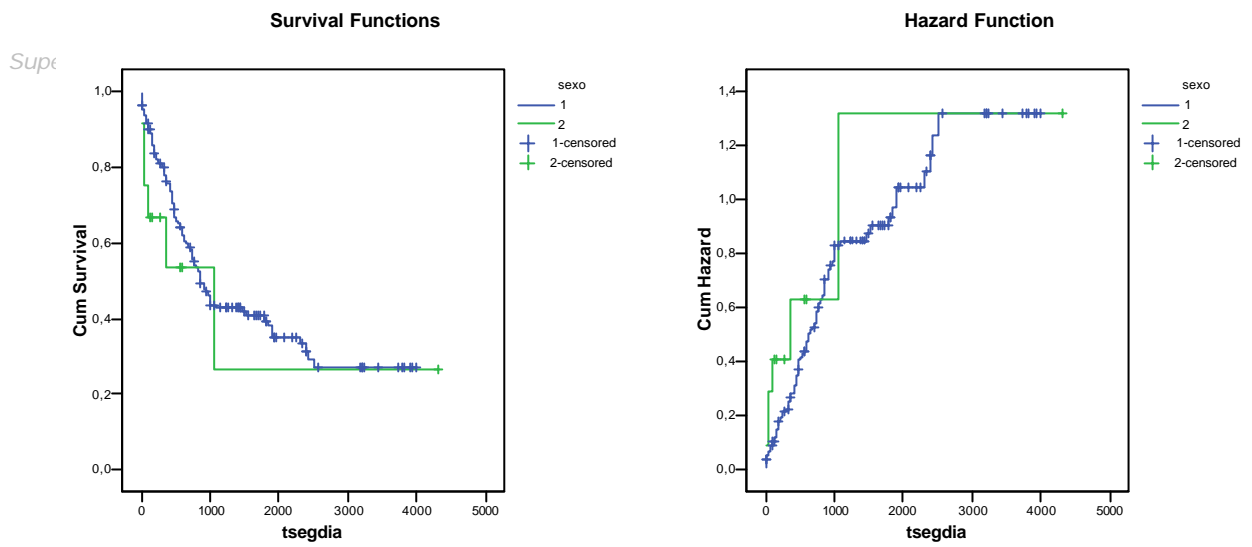 Survival Functions
Supe
1,0
0,8
0,6
0,4
0,2
0,0
Cum Survival
0 1000 2000 3000 4000 5000
tsegdia
sexo
1
2
1-censored
2-censored
Hazard Function
1,4
1,2
1,0
0,8
0,6
0,4
0,2
0,0
Cum Hazard
0 1000 2000 3000 4000 5000
tsegdia
sexo
1
2
1-censored
2-censored